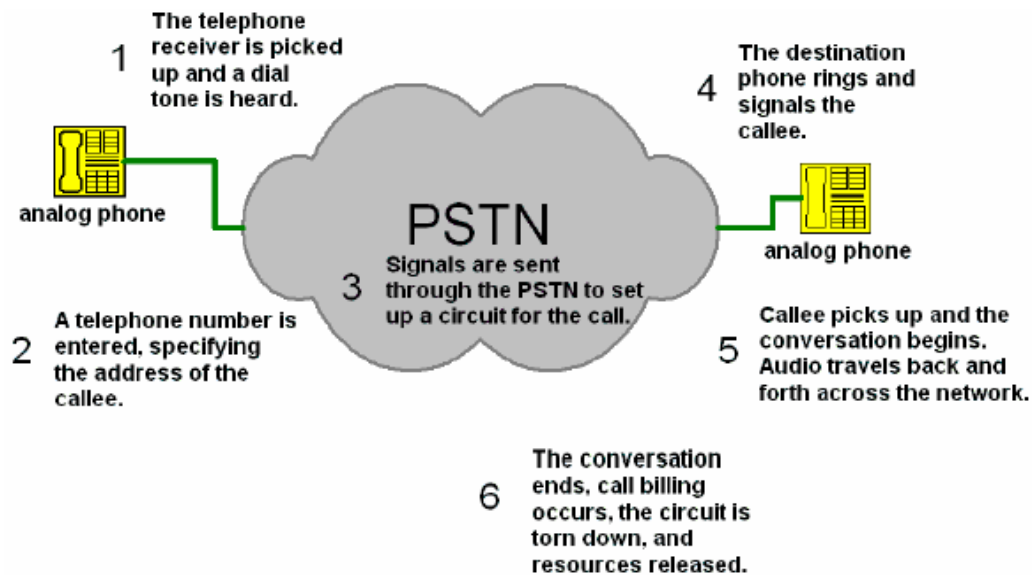 1
The telephone
receiver is picked
up and a dial
tone is heard.
analog phone
2
A telephone number is
entered, specifying
the address of the
callee.
PSTN
3
Signals are sent
through the PSTN to set
up a circuit for the call.
4
The destination
phone rings and
signals the
callee.
analog phone
5
Callee picks up and the
conversation begins.
Audio travels back and
forth across the network.
6
The conversation
ends, call billing
occurs, the circuit is
torn down, and
resources released.